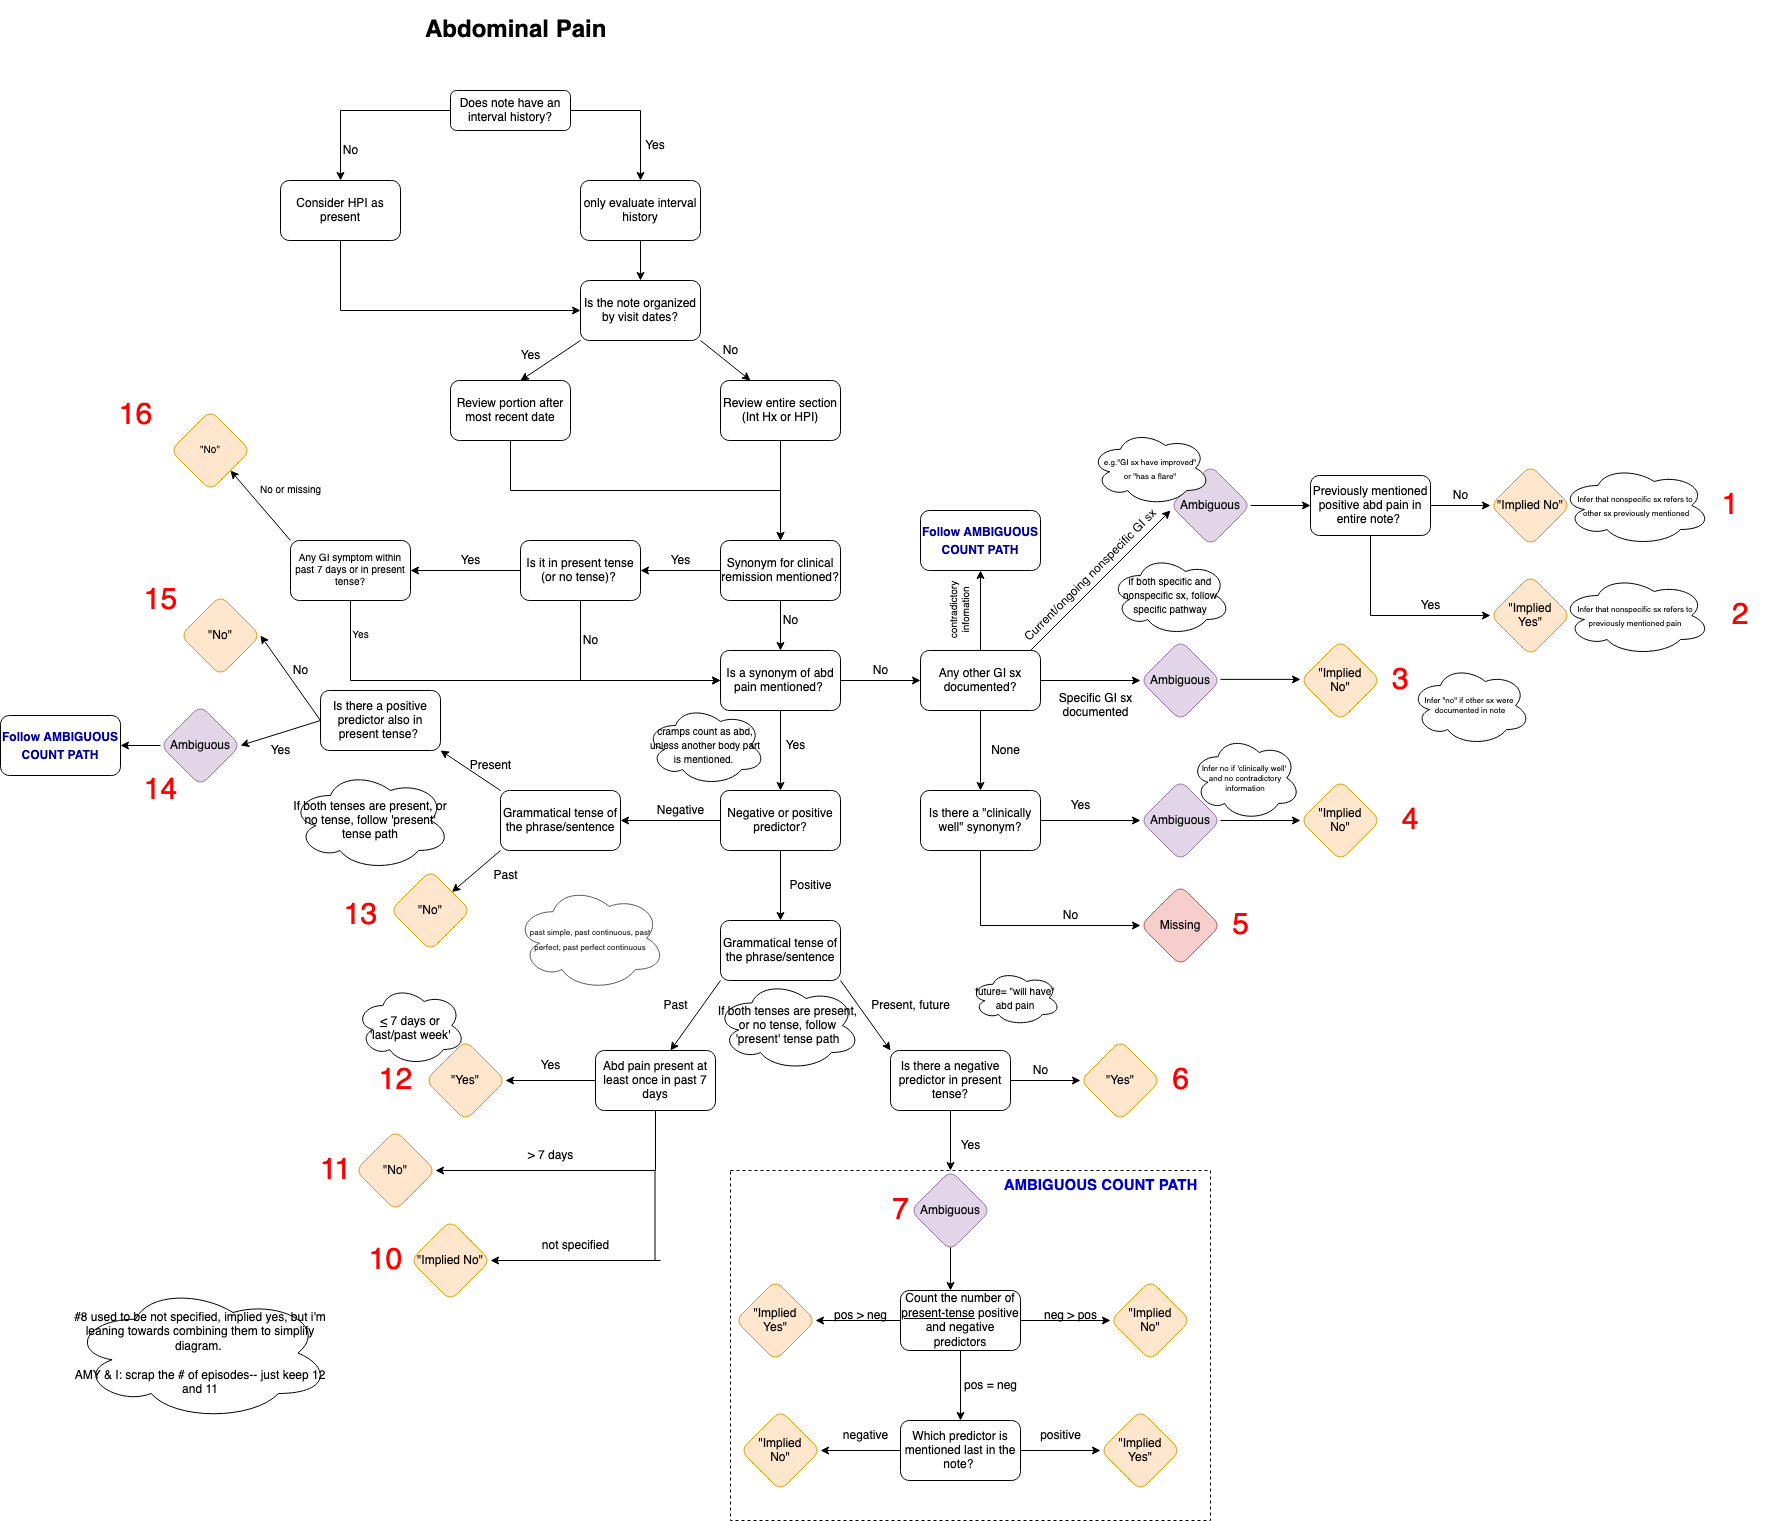 Abdominal Pain
Does note have an
interval history?
No
Yes
Consider HPI as
present
only evaluate interval
history
Is the note organized
by visit dates?
Yes
No
Review portion after
most recent date
Review entire section
(Int Hx or HPI)
16
"No"
No or missing
Any GI symptom within
past 7 days or in present
tense?
Yes
Is it in present tense
(or no tense)?
Yes
Synonym for clinical
remission mentioned?
Yes
No
No
Follow AMBIGUOUS
COUNT PATH
contradictory
infomation
Current/ongoing nonspecific GI sx
e.g."GI sx have improved"
or "has a flare"
Ambiguous
Previously mentioned
positive abd pain in
entire note?
No
"Implied No"
Infer that nonspecific sx refers to
other sx previously mentioned
1
If both specific and
nonspecific sx, follow
specific pathway
Yes
"Implied
Yes"
Infer that nonspecific sx refers to
previously mentioned pain
2
15
"No"
No
Is there a positive
predictor also in
present tense?
Yes
Ambiguous
14
Follow AMBIGUOUS
COUNT PATH
Is a synonym of abd
pain mentioned?
No
Any other GI sx
documented?
Specific GI sx
documented
Ambiguous
"Implied
No"
3
Infer "no" if other sx were
documented in note
cramps count as abd,
unless another body part
is mentioned.
Yes
None
Present
If both tenses are present, or
no tense, follow 'present'
tense path
Grammatical tense of
the phrase/sentence
Negative
Negative or positive
predictor?
Is there a "clinically
well" synonym?
Yes
Ambiguous
Infer no if 'clinically well'
and no contradictory
information
"Implied
No"
4
Past
13
"No"
past simple, past continuous, past
perfect, past perfect continuous
Positive
No
Missing
5
Grammatical tense of
the phrase/sentence
Past
If both tenses are present,
or no tense, follow
'present' tense path
Present, future
future= "will have"
abd pain
≤ 7 days or
'last/past week'
12
"Yes"
Yes
Abd pain present at
least once in past 7
days
Is there a negative
predictor in present
tense?
No
"Yes"
6
11
"No"
> 7 days
Yes
10
"Implied No"
not specified
AMBIGUOUS COUNT PATH
7
Ambiguous
"Implied
Yes"
pos > neg
Count the number of
present-tense positive
and negative
predictors
neg > pos
"Implied
No"
pos = neg
"Implied
No"
negative
Which predictor is
mentioned last in the
note?
positive
"Implied
Yes"
#8 used to be not specified, implied yes, but i'm
leaning towards combining them to simplify
diagram.
AMY & I: scrap the # of episodes-- just keep 12
and 11